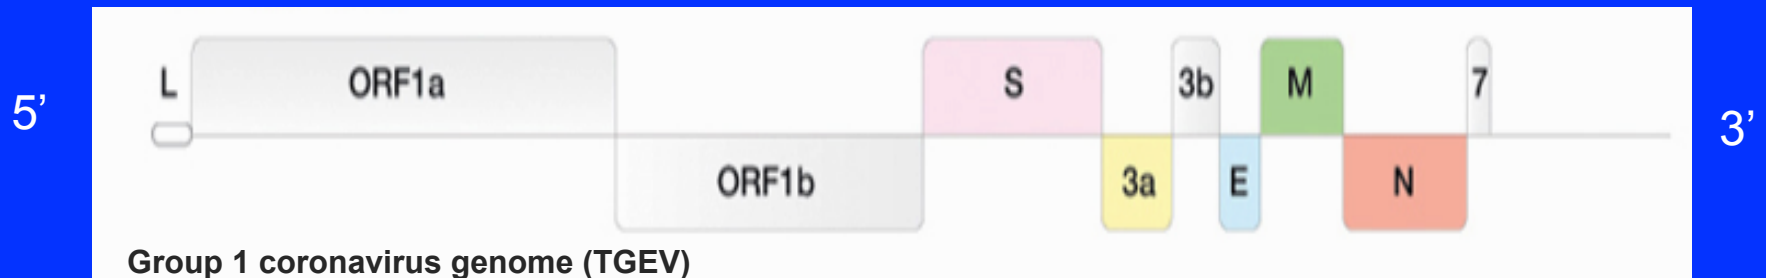 L ORF1a S 3b M 7
5’ 3’
ORF1b 3a E N
Group 1 coronavirus genome (TGEV)